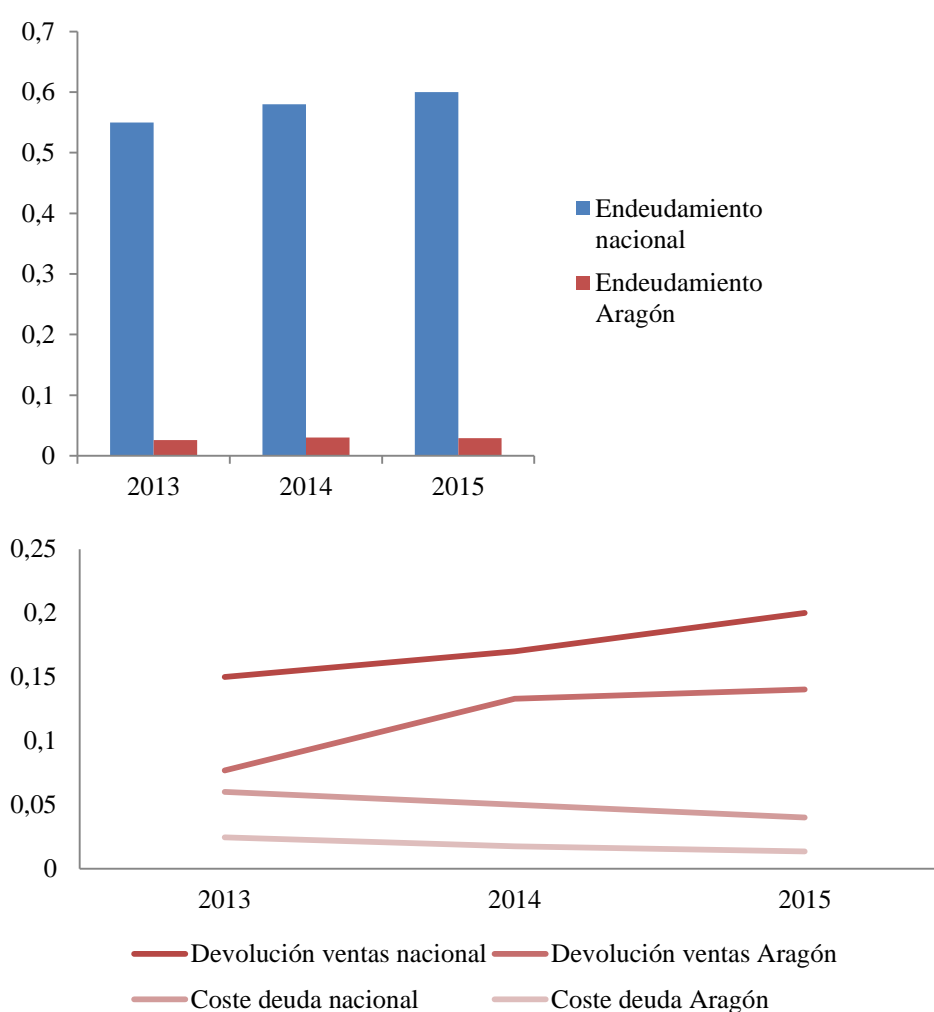 0,7
0,6
0,5
0,4
0,3
0,2
0,1
0
2013 2014 2015
Endeudamiento
nacional
Endeudamiento
Aragón
0,25
0,2
0,15
0,1
0,05
0
2013 2014 2015
Devolución ventas nacional Devolución ventas Aragón
Coste deuda nacional Coste deuda Aragón